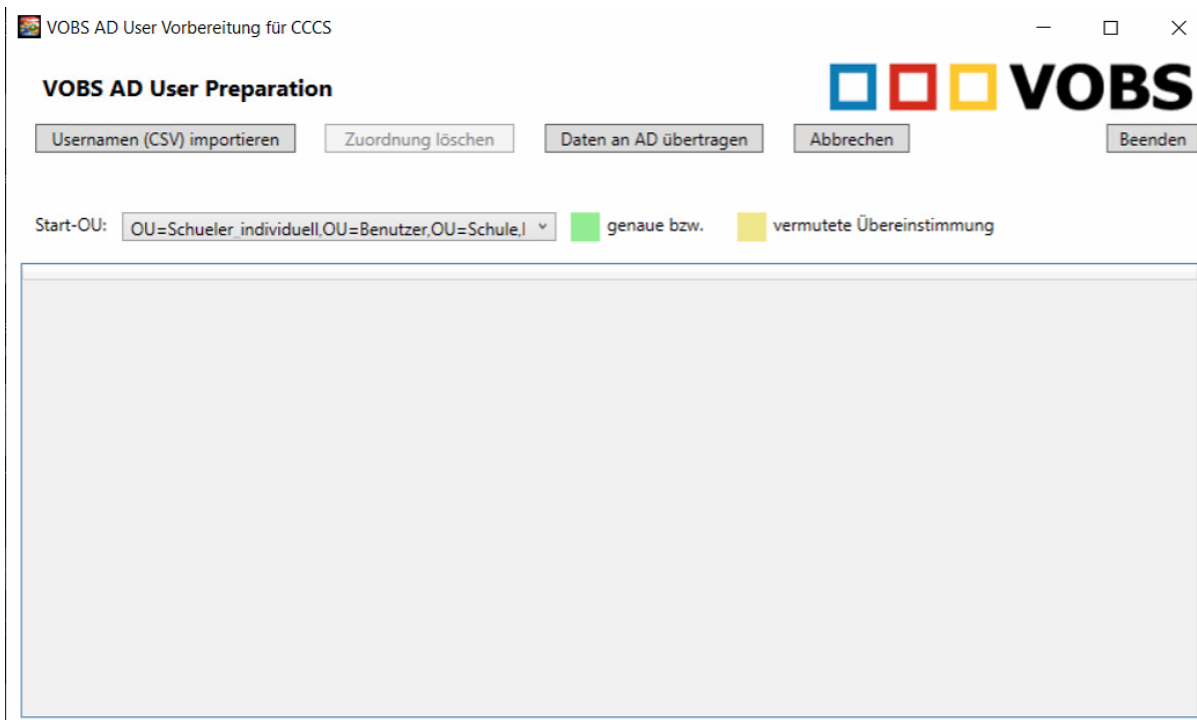 VOBS AD User Vorbereitung für CCCS
VOBS AD User Preparation
VOBS
Usernamen (CSV) importieren Zuordnung löschen Daten an AD übertragen Abbrechen Beenden
Start-OU: OU=Schueler_individuell,OU=Benutzer,OU=Schule, genaue bzw. vermutete Übereinstimmung